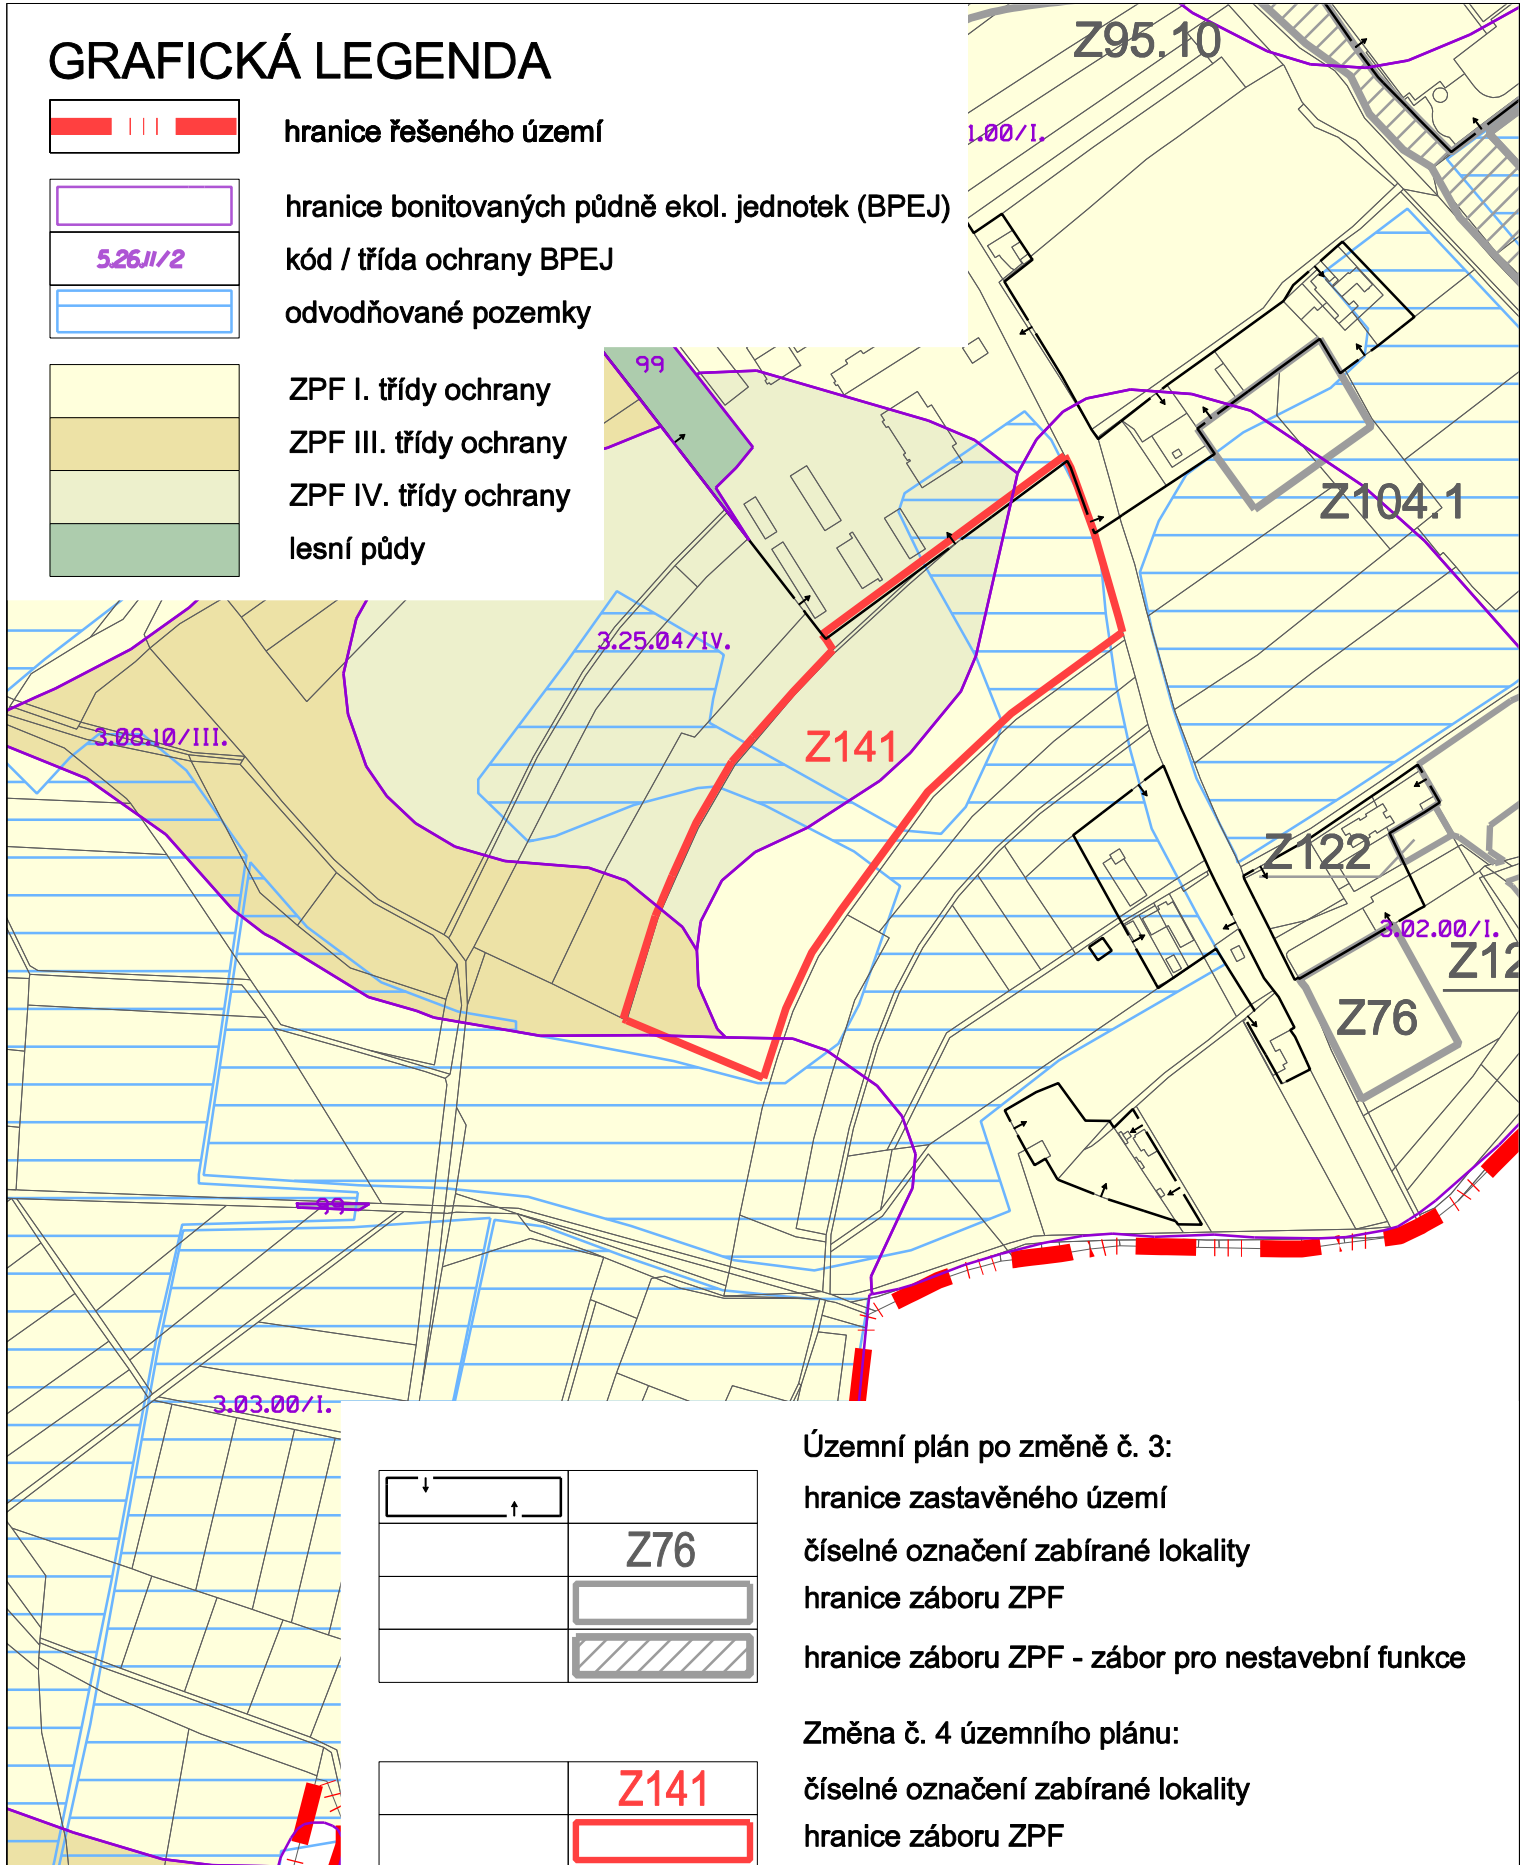 GRAFICKÁ LEGENDA
hranice řešeného území
hranice bonitovaných půdně ekol. jednotek (BPEJ)
5.26.11/2
kód / třída ochrany BPEJ
odvodňované pozemky
ZPF I. třídy ochrany
ZPF III. třídy ochrany
ZPF IV. třídy ochrany
lesní půdy
Z95.10
1.00/I.
99
Z104.1
3.25.04/IV.
3.08.10/III.
Z141
Z122
3.02.00/I.
Z12
Z76
99
3.03.00/I.
Územní plán po změně č. 3:
hranice zastavěného území
Z76
číselné označení zabírané lokality
hranice záboru ZPF
hranice záboru ZPF - zábor pro nestavební funkce
Změna č. 4 územního plánu:
Z141
číselné označení zabírané lokality
hranice záboru ZPF